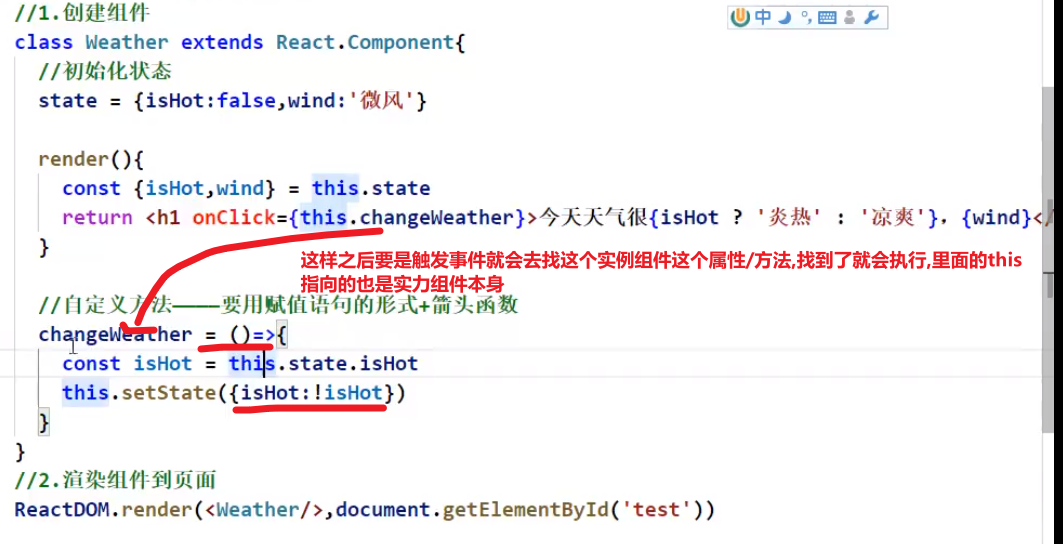 //1.创建组件
中
class Weather extends React.Component{
//初始化状态
state = {isHot:false,wind:'微风'}
render(){
const {isHot,wind} = this.state
return <h1 onClick={this.changeWeather}>今天天气很{isHot ? '炎热' : '凉爽'}, {wind}</
}
这样之后要是触发事件就会去找这个实例组件这个属性/方法,找到了就会执行,里面的this
指向的也是实力组件本身
//自定义方法————要用赋值语句的形式+箭头函数
changeWeather = ()=>{
const isHot = this.state.isHot
this.setState({isHot:!isHot})
}
}
//2.渲染组件到页面
ReactDOM.render(<Weather/>,document.getElementById('test'))